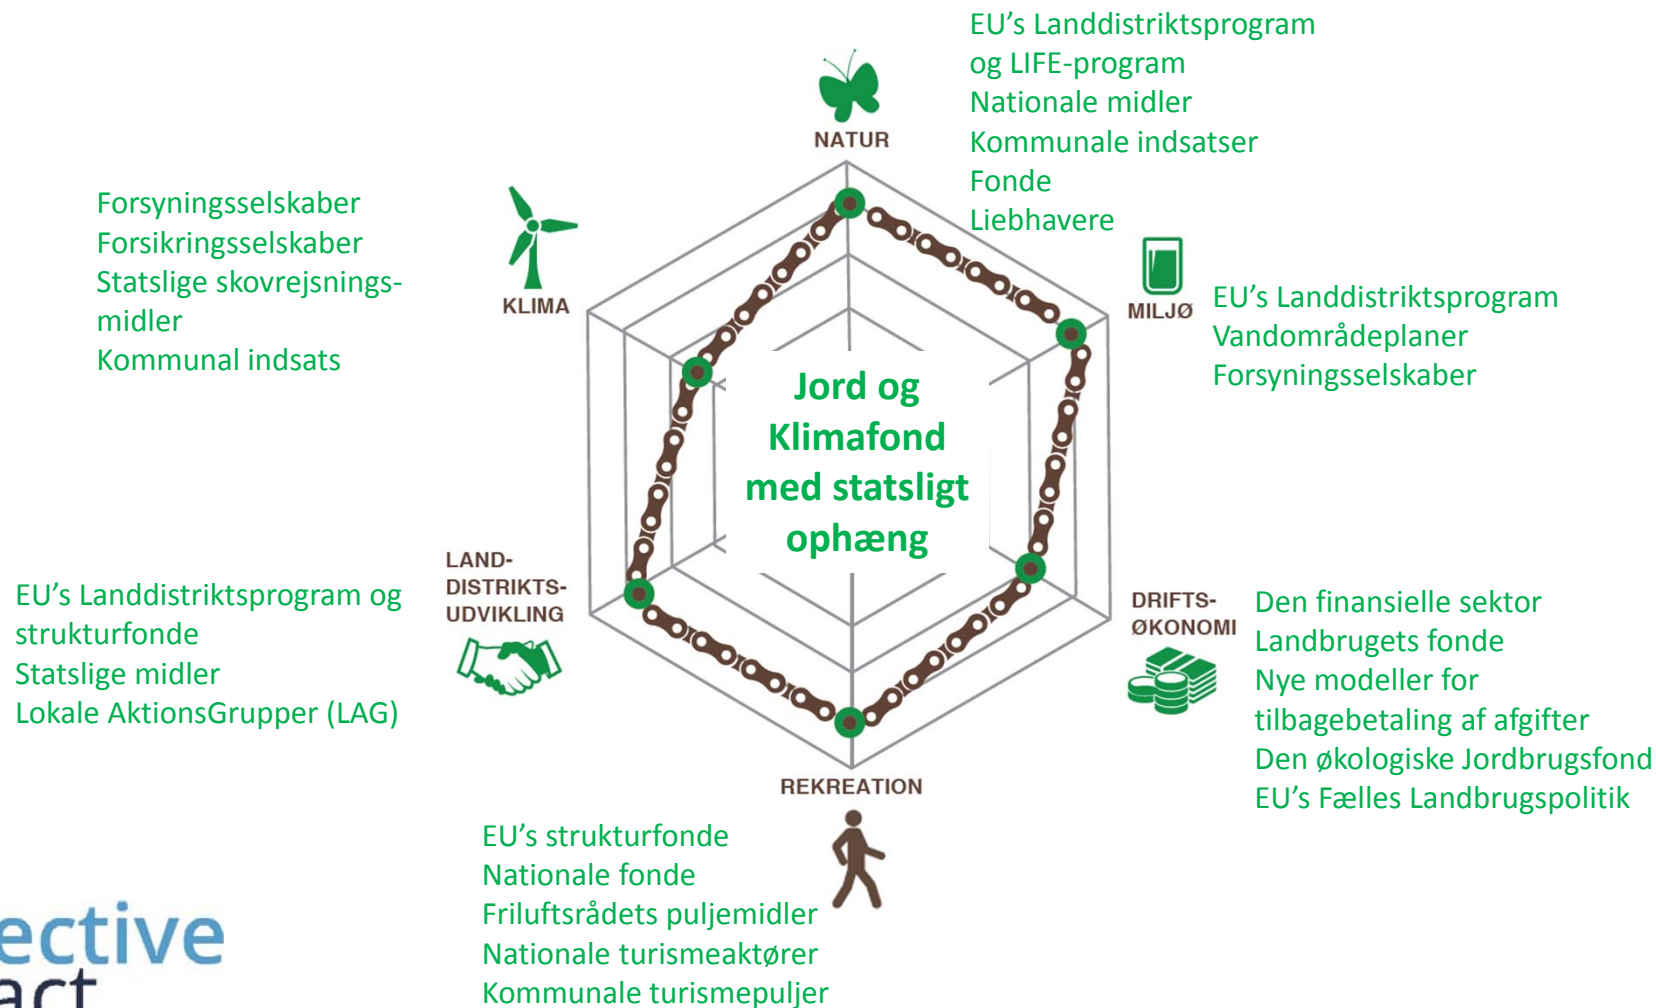 EU’s Landdistriktsprogram
og LIFE-program
Nationale midler
Kommunale indsatser
Fonde
Liebhavere
NATUR
Forsyningsselskaber
Forsikringsselskaber
Statslige skovrejsnings-
midler
Kommunal indsats
KLIMA
MILJØ
EU’s Landdistriktsprogram
Vandområdeplaner
Forsyningsselskaber
Jord og
Klimafond
med statsligt
ophæng
LAND-
DISTRIKTS-
UDVIKLING
EU’s Landdistriktsprogram og
strukturfonde
Statslige midler
Lokale AktionsGrupper (LAG)
DRIFTS-
ØKONOMI
Den finansielle sektor
Landbrugets fonde
Nye modeller for
tilbagebetaling af afgifter
Den økologiske Jordbrugsfond
EU’s Fælles Landbrugspolitik
REKREATION
EU’s strukturfonde
Nationale fonde
Friluftsrådets puljemidler
Nationale turismeaktører
Kommunale turismepuljer
ective
act